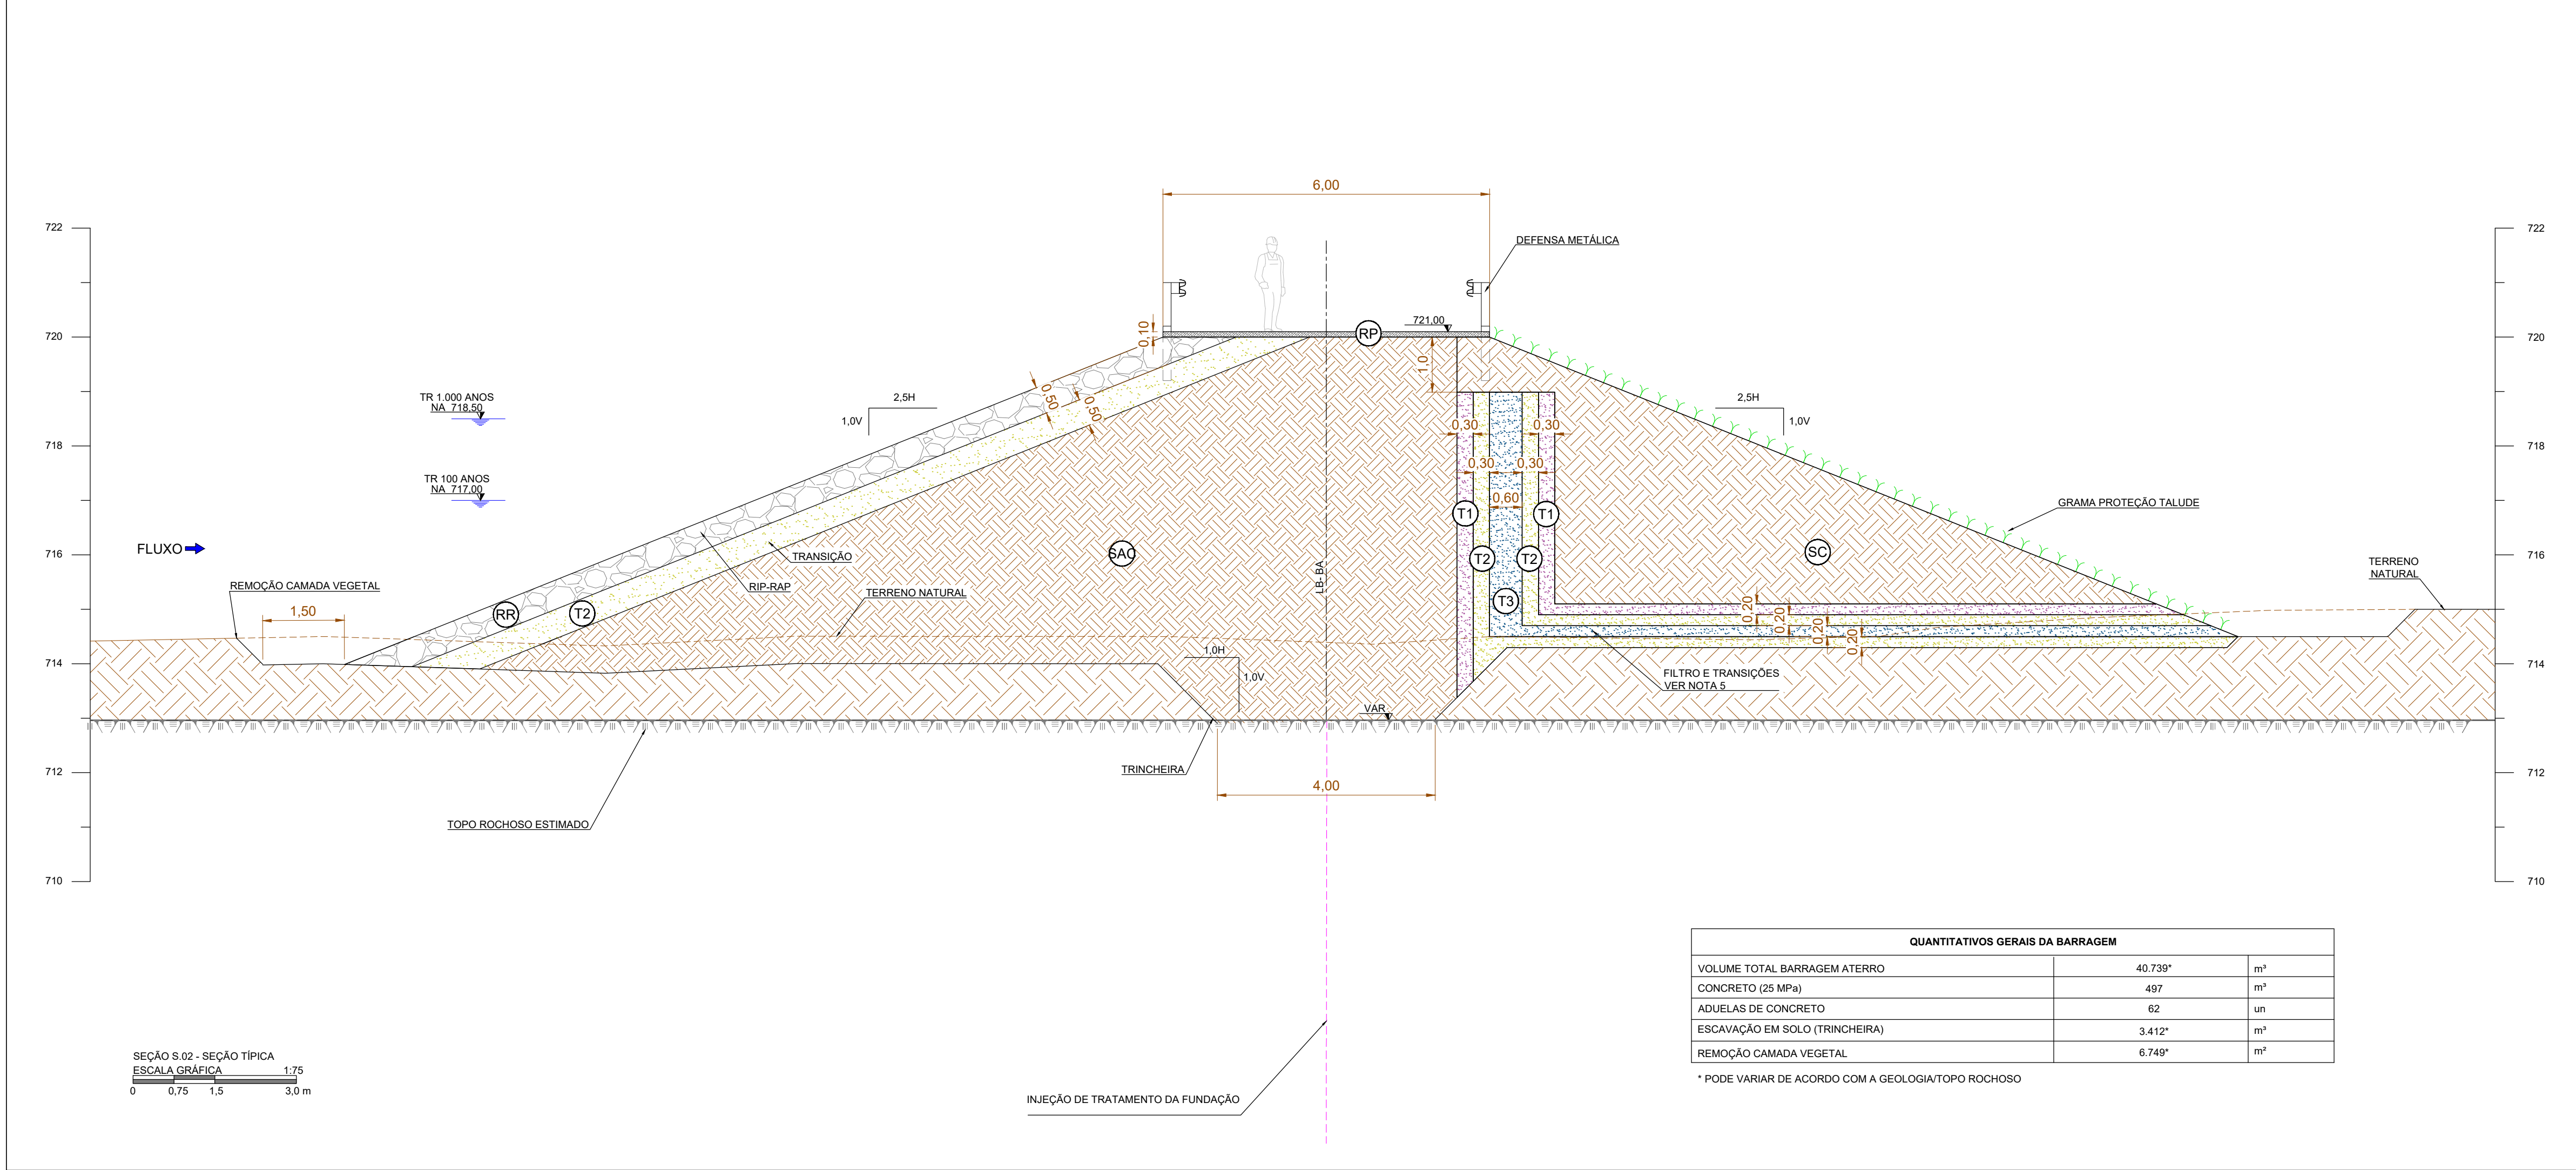 6,00
722
722
DEFENSA METÁLICA
0,10
RP
721,00
720
720
1,0
TR 1.000 ANOS
NA 718,50
2,5H
1,0V
0,50
0,50
2,5H
1,0V
0,30
0,30
718
718
TR 100 ANOS
NA 717,00
0,30
0,30
0,60
GRAMA PROTEÇÃO TALUDE
T1
T1
FLUXO
716
716
SAC
T2
T2
SC
TRANSIÇÃO
TERRENO
NATURAL
REMOÇÃO CAMADA VEGETAL
RIP-RAP
TERRENO NATURAL
LB- BA
1,50
RR
T2
T3
0,20
0,20
0,20
0,20
714
714
1,0H
1,0V
FILTRO E TRANSIÇÕES
VER NOTA 5
VAR
712
712
TRINCHEIRA
4,00
TOPO ROCHOSO ESTIMADO
710
710
QUANTITATIVOS GERAIS DA BARRAGEM
VOLUME TOTAL BARRAGEM ATERRO 40.739* m³
CONCRETO (25 MPa) 497 m³
ADUELAS DE CONCRETO 62 un
ESCAVAÇÃO EM SOLO (TRINCHEIRA) 3.412* m³
REMOÇÃO CAMADA VEGETAL 6.749* m²
* PODE VARIAR DE ACORDO COM A GEOLOGIA/TOPO ROCHOSO
SEÇÃO S.02 - SEÇÃO TÍPICA
ESCALA GRÁFICA 1:75
0 0,75 1,5 3,0 m
INJEÇÃO DE TRATAMENTO DA FUNDAÇÃO